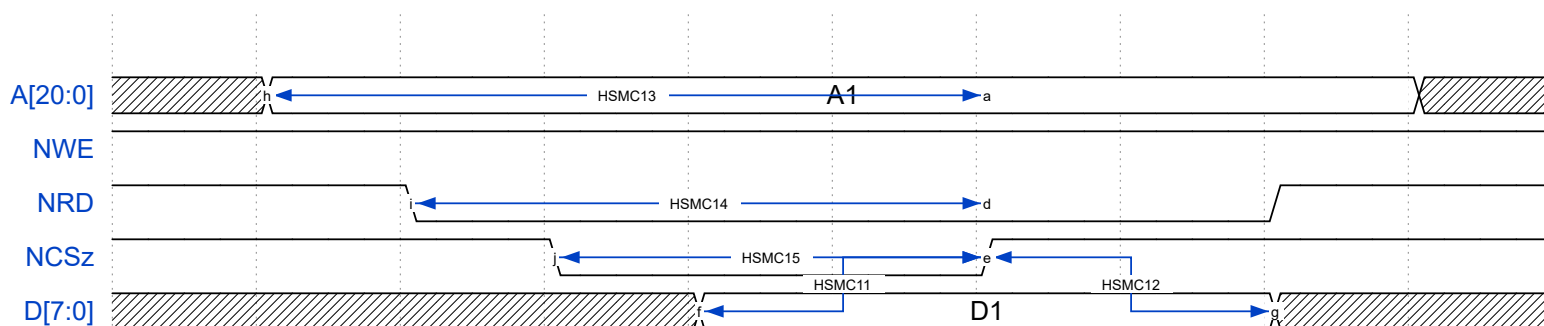 A[20:0] h HSMC13 A1 a
NWE
NRD i HSMC14 d
NCSz j HSMC15 e
HSMC11 HSMC12
D[7:0] f D1 g